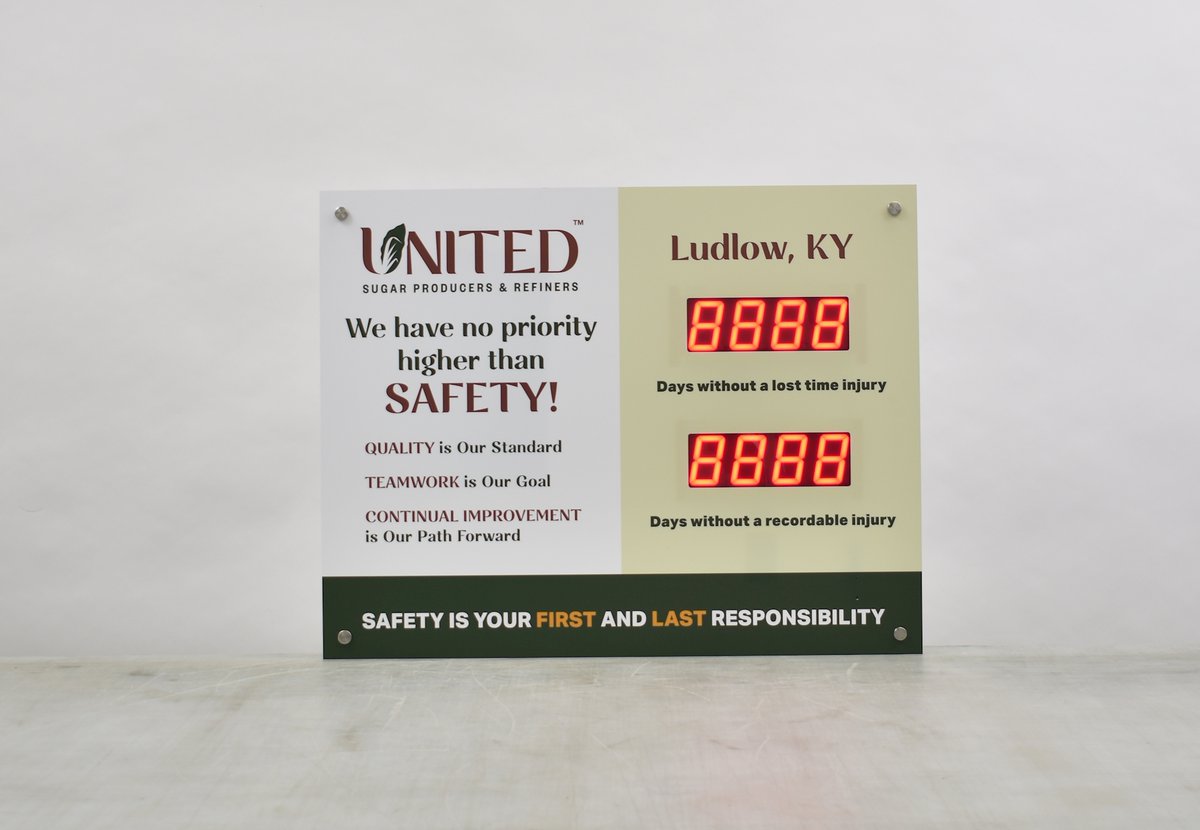 UNITED™
SUGAR PRODUCERS & REFINERS
We have no priority
higher than
SAFETY!
QUALITY is Our Standard
TEAMWORK is Our Goal
CONTINUAL IMPROVEMENT
is Our Path Forward
Ludlow, KY
8888
Days without a lost time injury
8888
Days without a recordable injury
SAFETY IS YOUR FIRST AND LAST RESPONSIBILITY